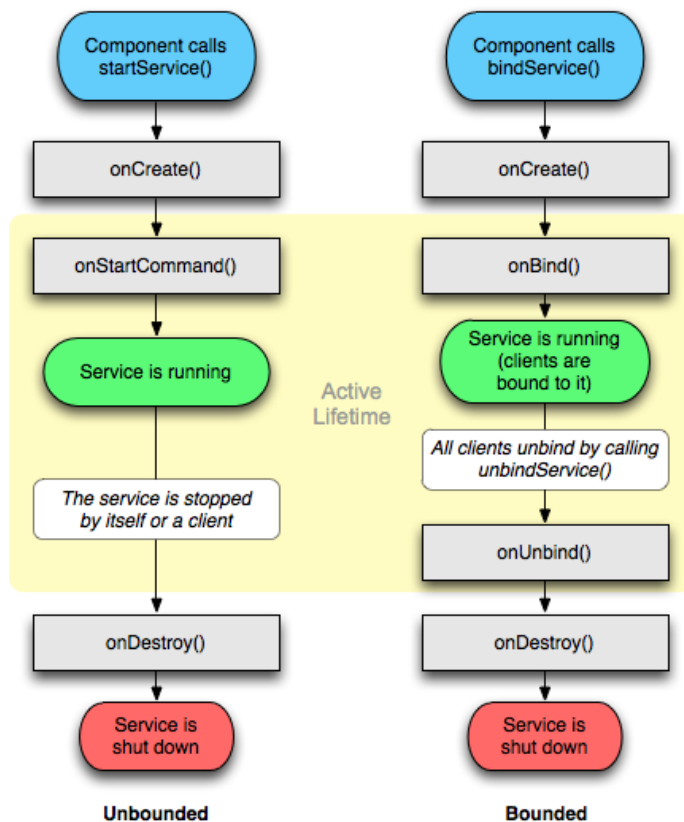 Component calls
startService()
onCreate()
onStartCommand()
Service is running
The service is stopped
by itself or a client
onDestroy()
Service is
shut down
Unbounded
Active
Lifetime
Component calls
bindService()
onCreate()
onBind()
Service is running
(clients are
bound to it)
All clients unbind by calling
unbindService()
onUnbind()
onDestroy()
Service is
shut down
Bounded